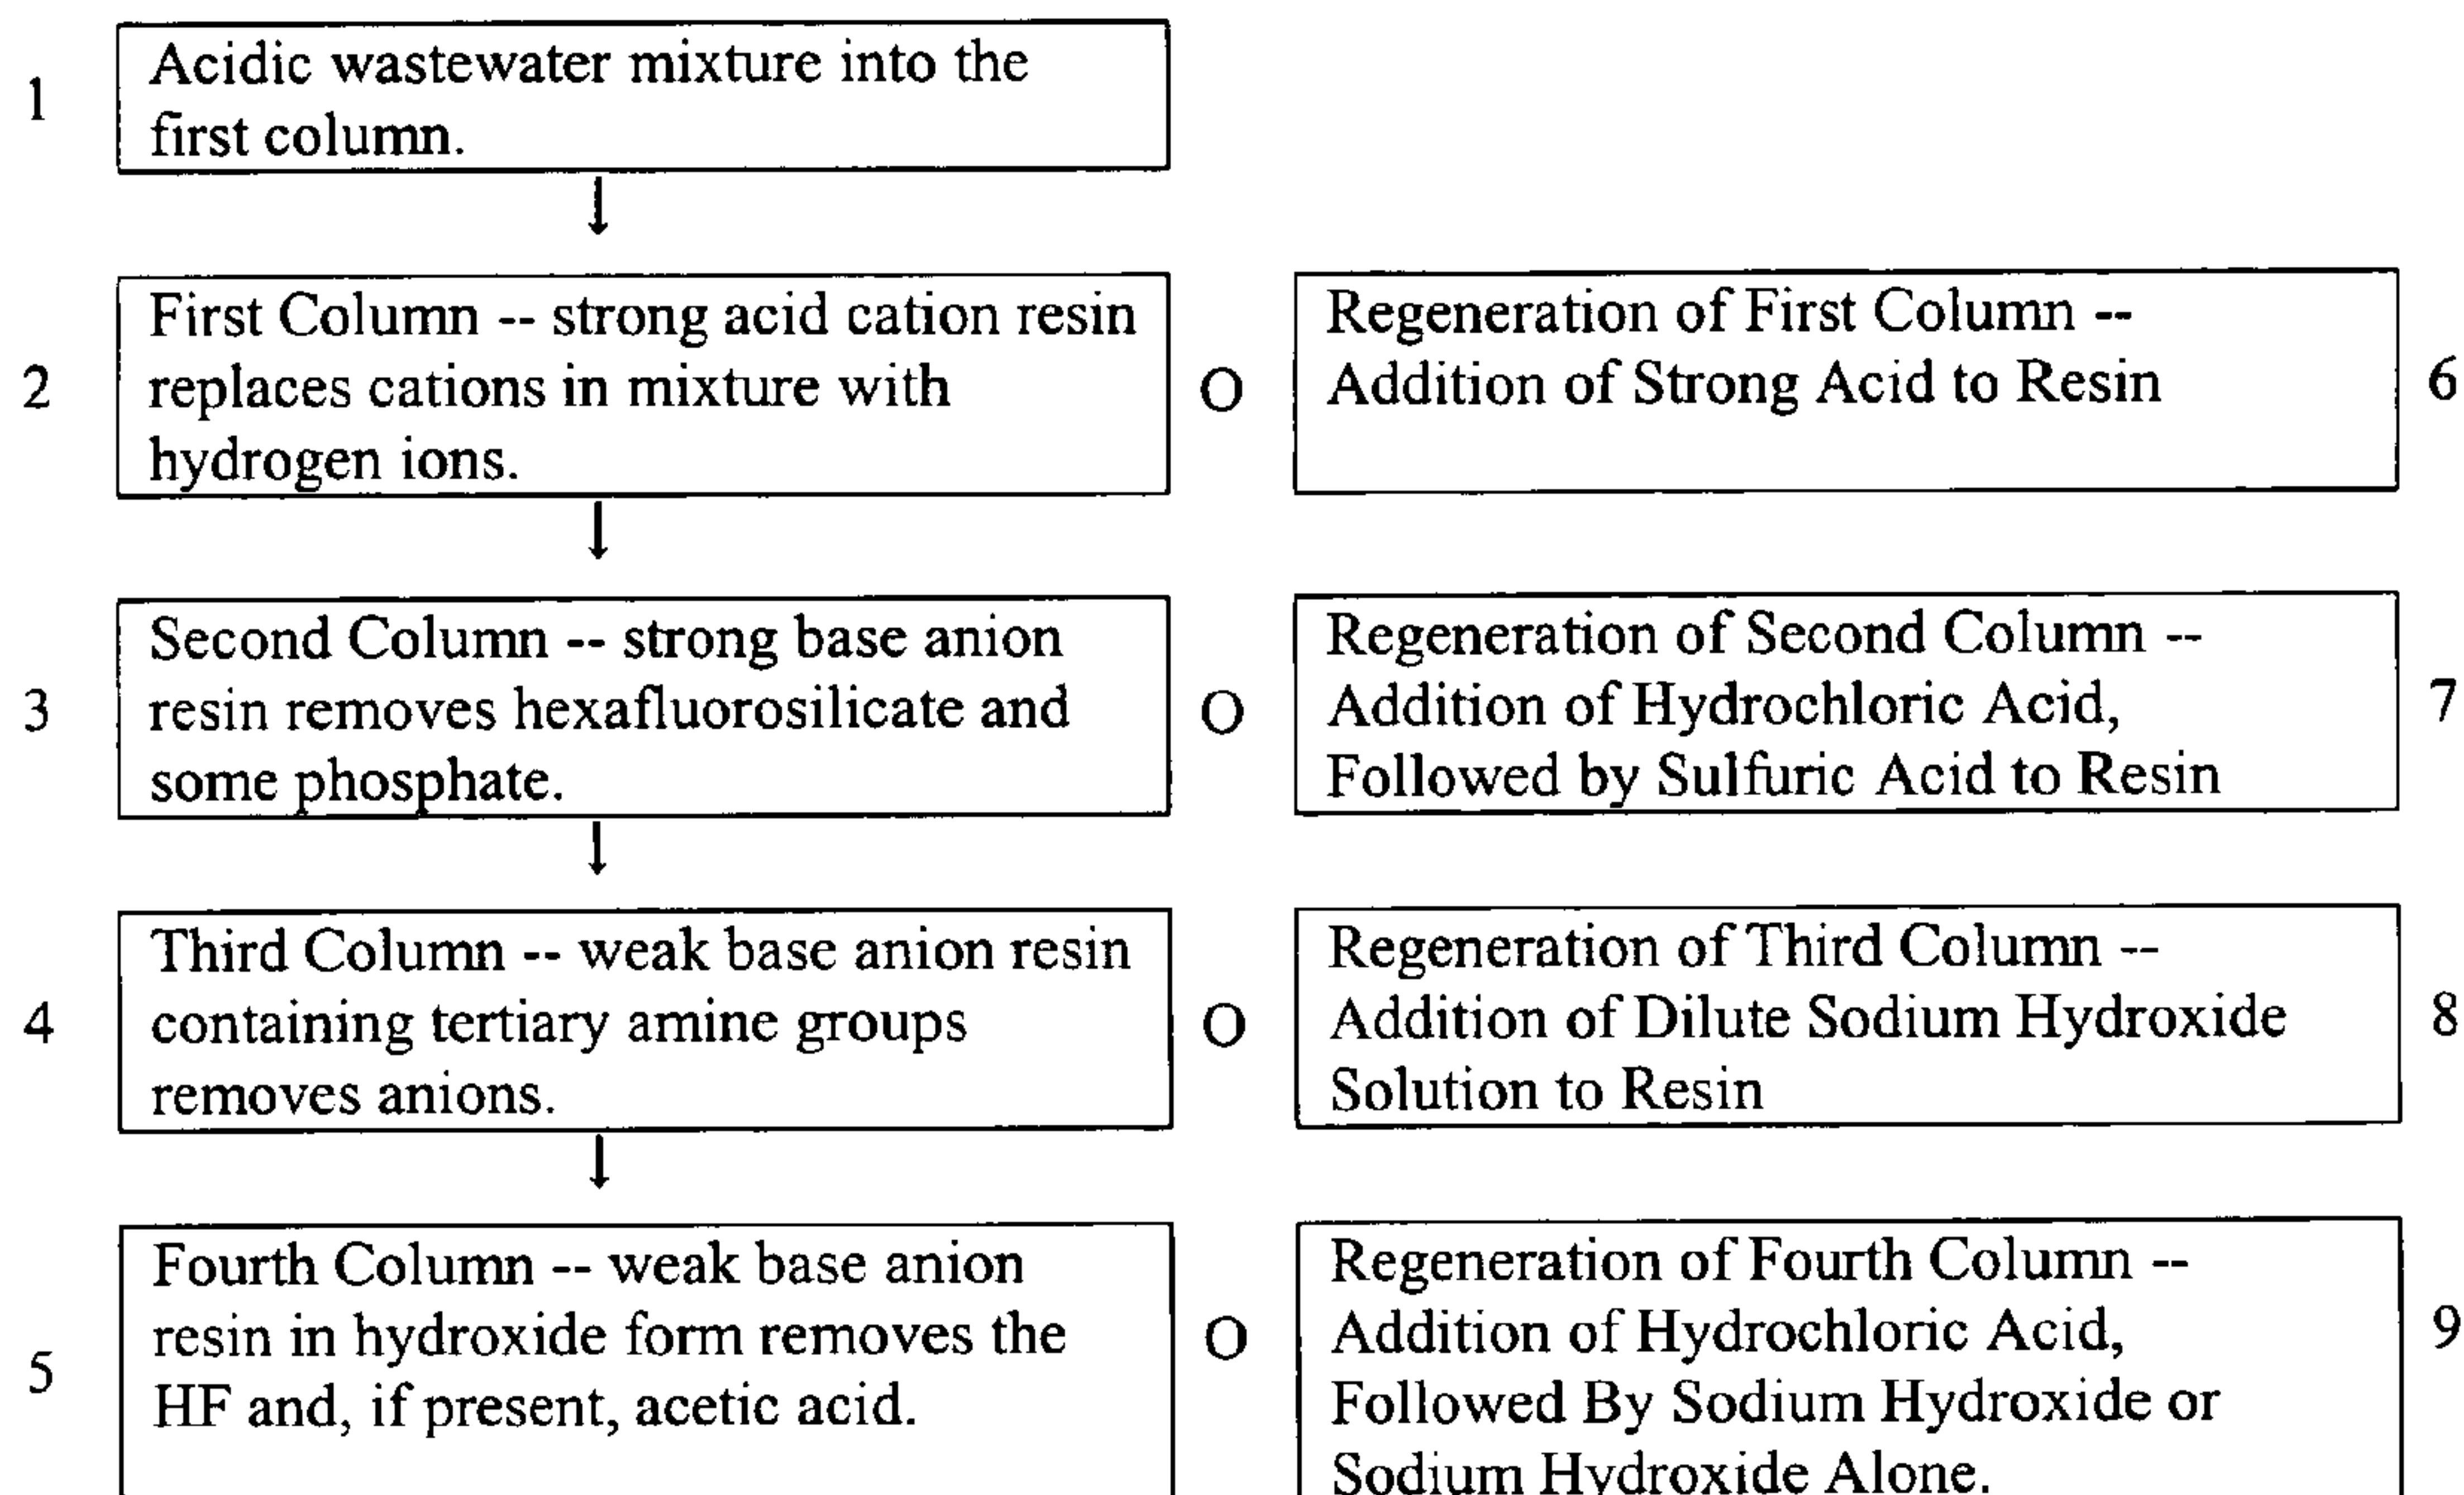 1
Acidic wastewater mixture into the
first column.
2
First Column -- strong acid cation resin
replaces cations in mixture with
hydrogen ions.
O
Regeneration of First Column --
Addition of Strong Acid to Resin
6
3
Second Column -- strong base anion
resin removes hexafluorosilicate and
some phosphate.
O
Regeneration of Second Column --
Addition of Hydrochloric Acid,
Followed by Sulfuric Acid to Resin
7
4
Third Column -- weak base anion resin
containing tertiary amine groups
removes anions.
O
Regeneration of Third Column --
Addition of Dilute Sodium Hydroxide
Solution to Resin
8
5
Fourth Column -- weak base anion
resin in hydroxide form removes the
HF and, if present, acetic acid.
O
Regeneration of Fourth Column --
Addition of Hydrochloric Acid,
Followed By Sodium Hydroxide or
Sodium Hydroxide Alone.
9